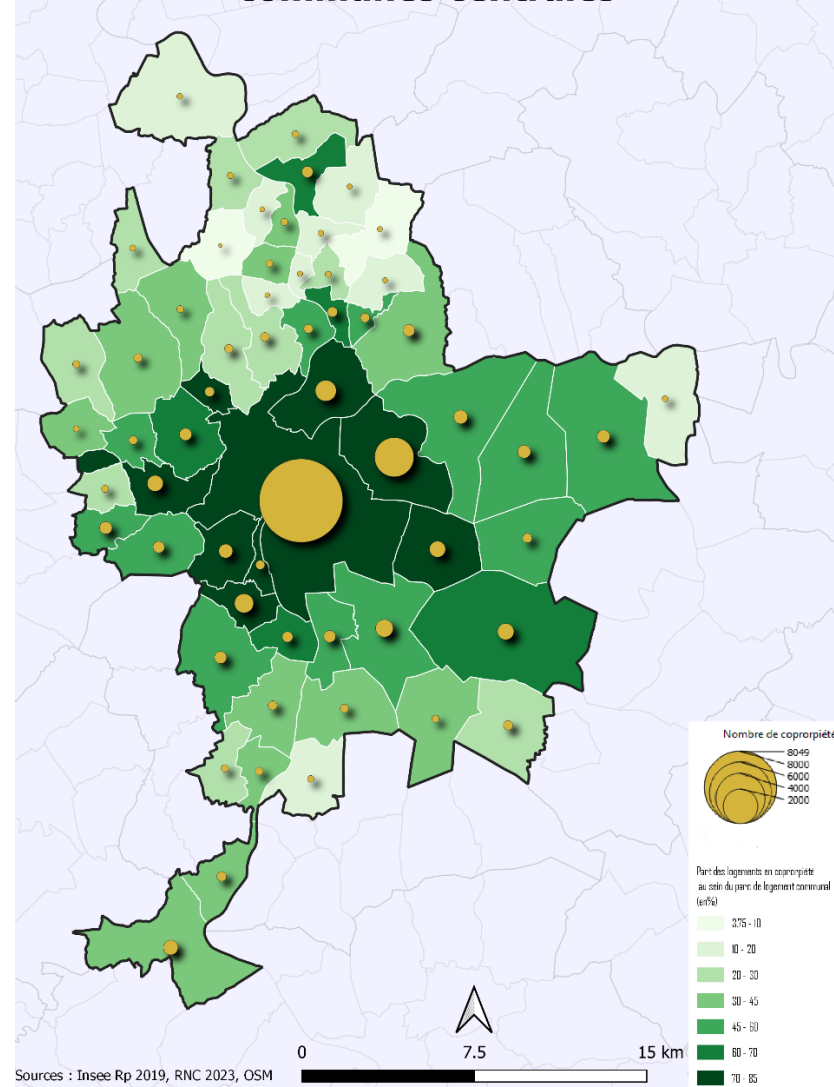 Nombre de coprorpiété
8049
8000
6000
4000
2000
Part des logements en coprorpiété
au sein du parc de logement communal
(en%)
3.75 - 10
10 - 20
20 - 30
30 - 45
45 - 60
60 - 70
70 - 85
0 7.5 15 km
Sources : Insee Rp 2019, RNC 2023, OSM